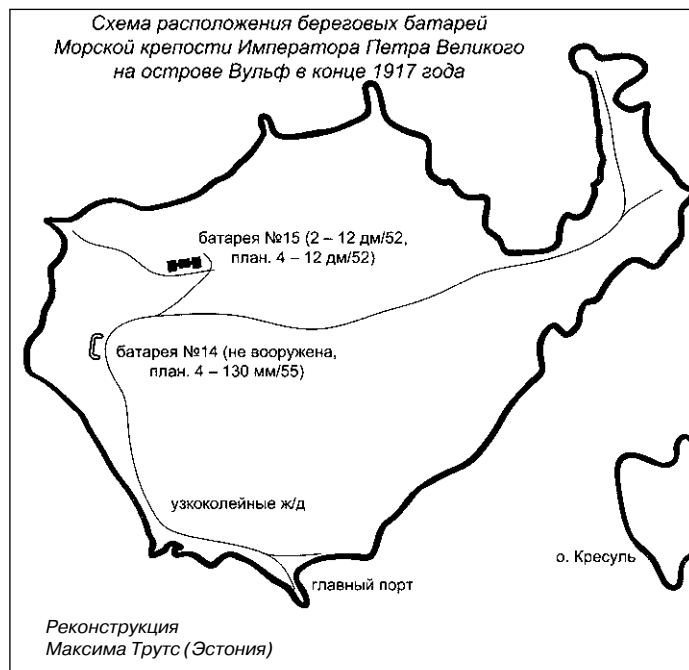 Схема расположения береговых батарей
Морской крепости Императора Петра Великого
на острове Вульф в конце 1917 года
батарея №15 (2 – 12 дм/52,
план. 4 – 12 дм/52)
батарея №14 (не вооружена,
план. 4 – 130 мм/55)
узкоколейные ж/д
о. Кресуль
главный порт
Реконструкция
Максима Трутс (Эстония)